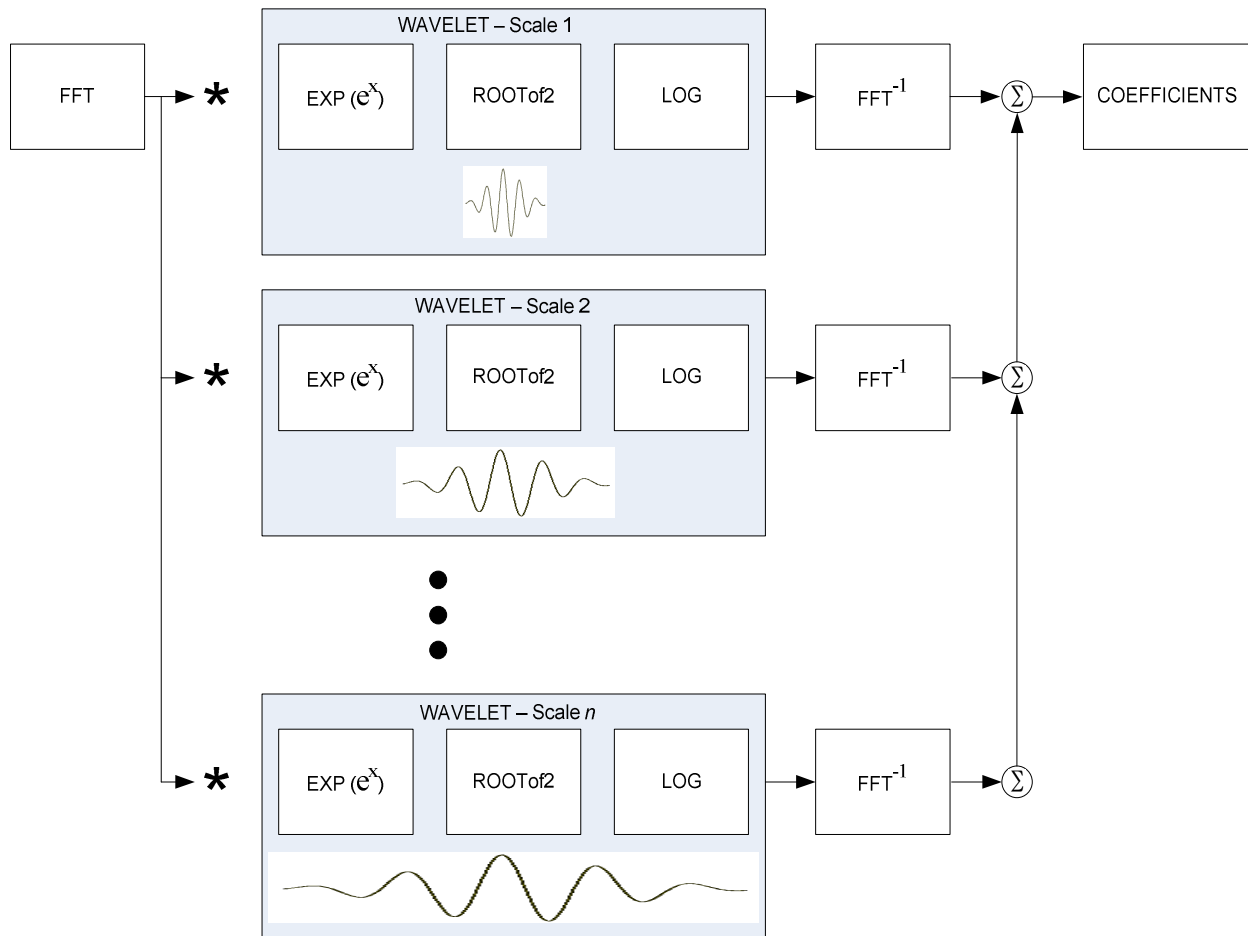 WAVELET – Scale 1
FFT
*
EXP (e^x)
ROOTof2
LOG
FFT^-1
Σ
COEFFICIENTS
WAVELET – Scale 2
*
EXP (e^x)
ROOTof2
LOG
FFT^-1
Σ
WAVELET – Scale n
*
EXP (e^x)
ROOTof2
LOG
FFT^-1
Σ